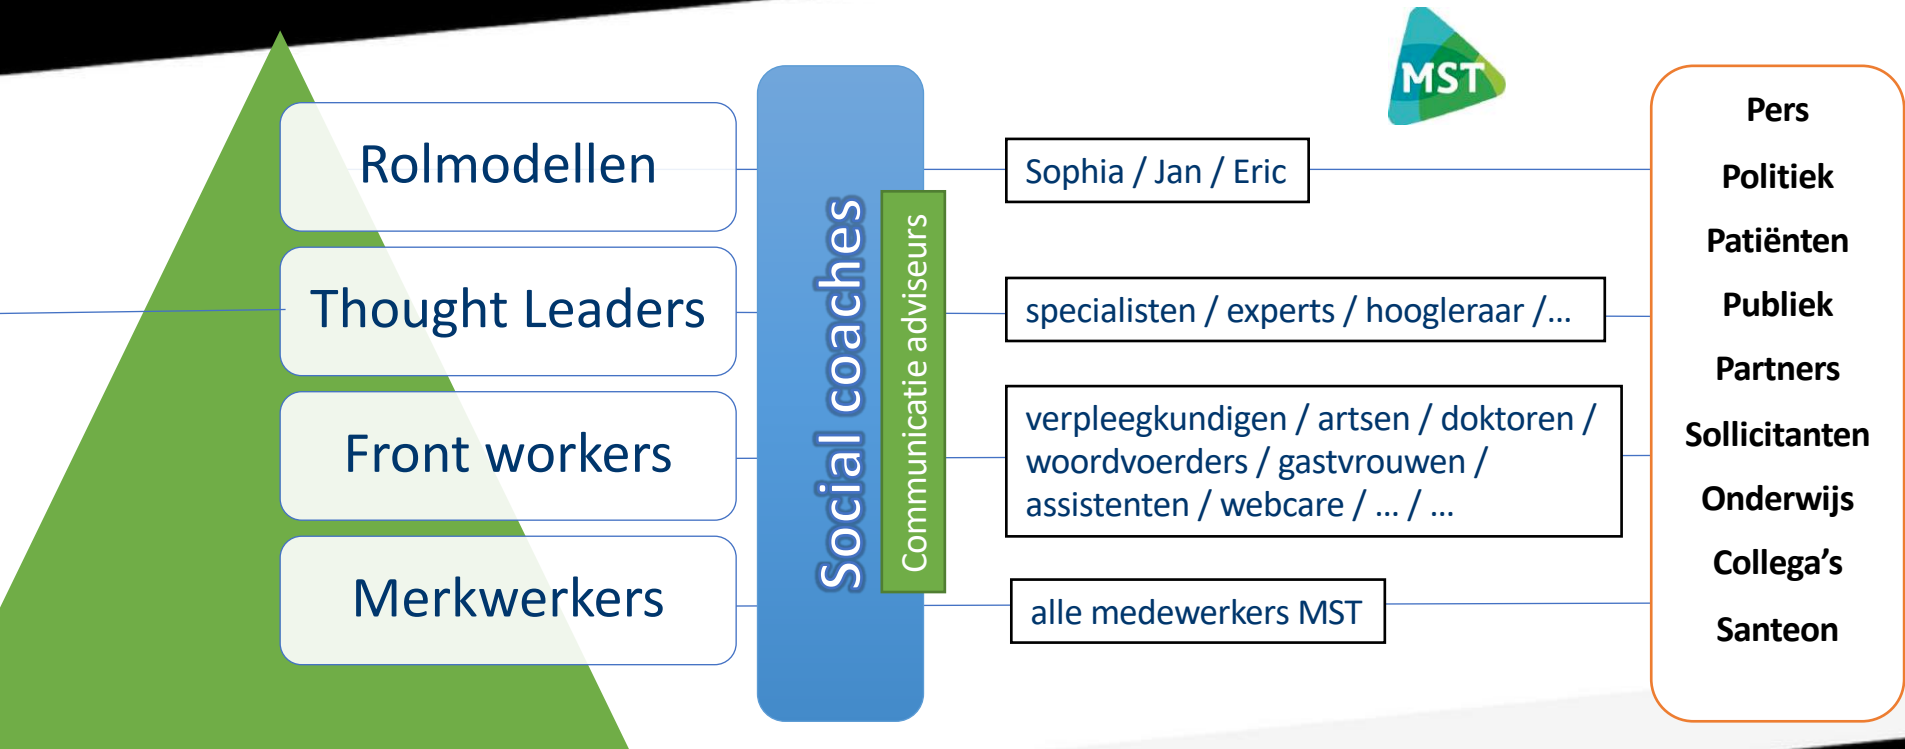 MST
Rolmodellen
Thought Leaders
Front workers
Merkwerkers
Social coaches
Communicatie adviseurs
Sophia / Jan / Eric
specialisten / experts / hoogleraar /...
verpleegkundigen / artsen / doktoren /
woordvoerders / gastvrouwen /
assistenten / webcare / ... / ...
alle medewerkers MST
Pers
Politiek
Patiënten
Publiek
Partners
Sollicitanten
Onderwijs
Collega’s
Santeon